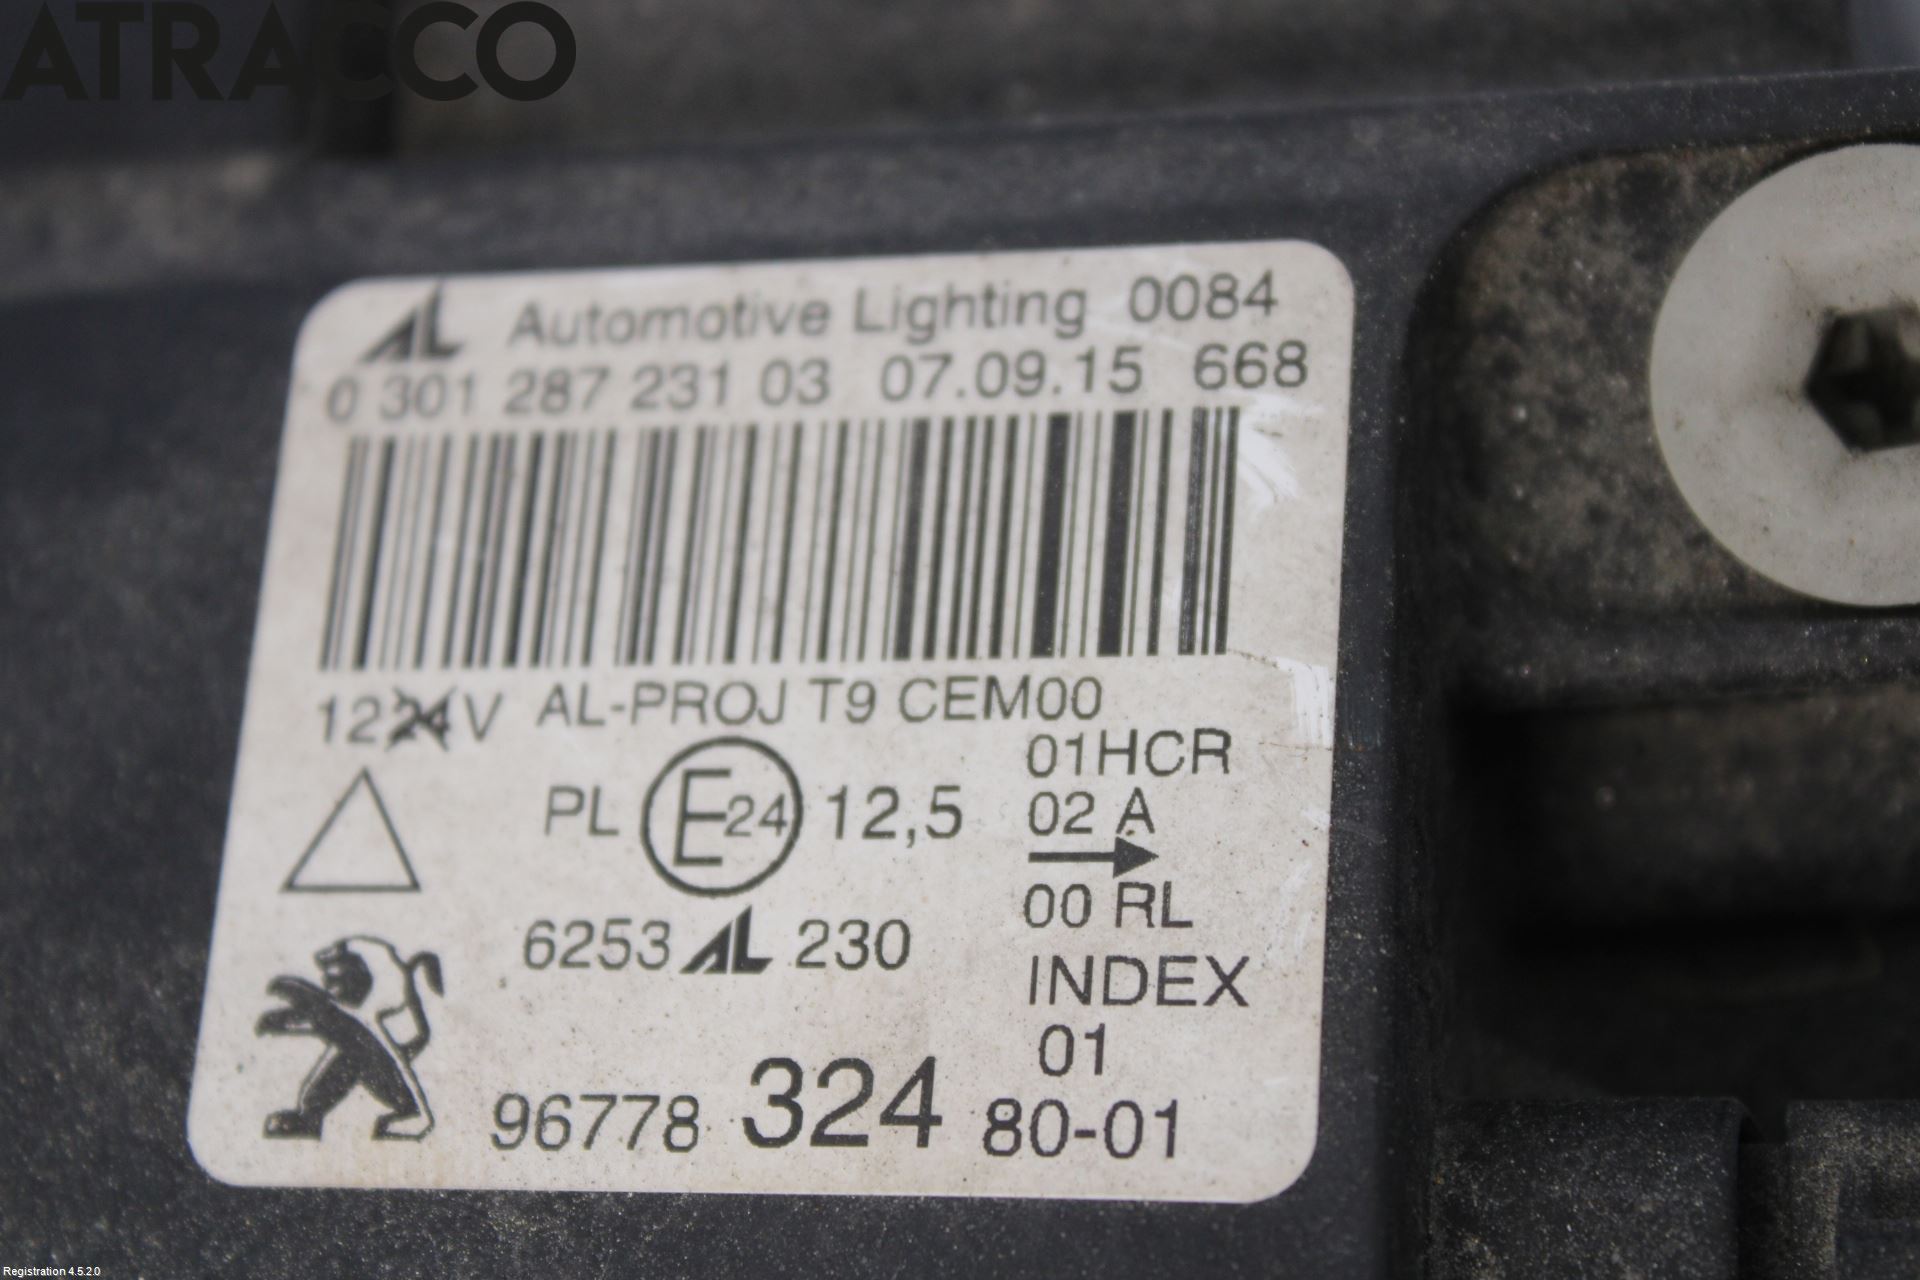 ATRACCO
AL Automotive Lighting 0084
0 301 287 231 03 07.09.15 668
1224V AL-PROJ T9 CEM00
01HCR
PL E24 12,5 02 A
00 RL
6253 AL 230
INDEX
01
96778 324 80-01
Registration 4.5.2.0